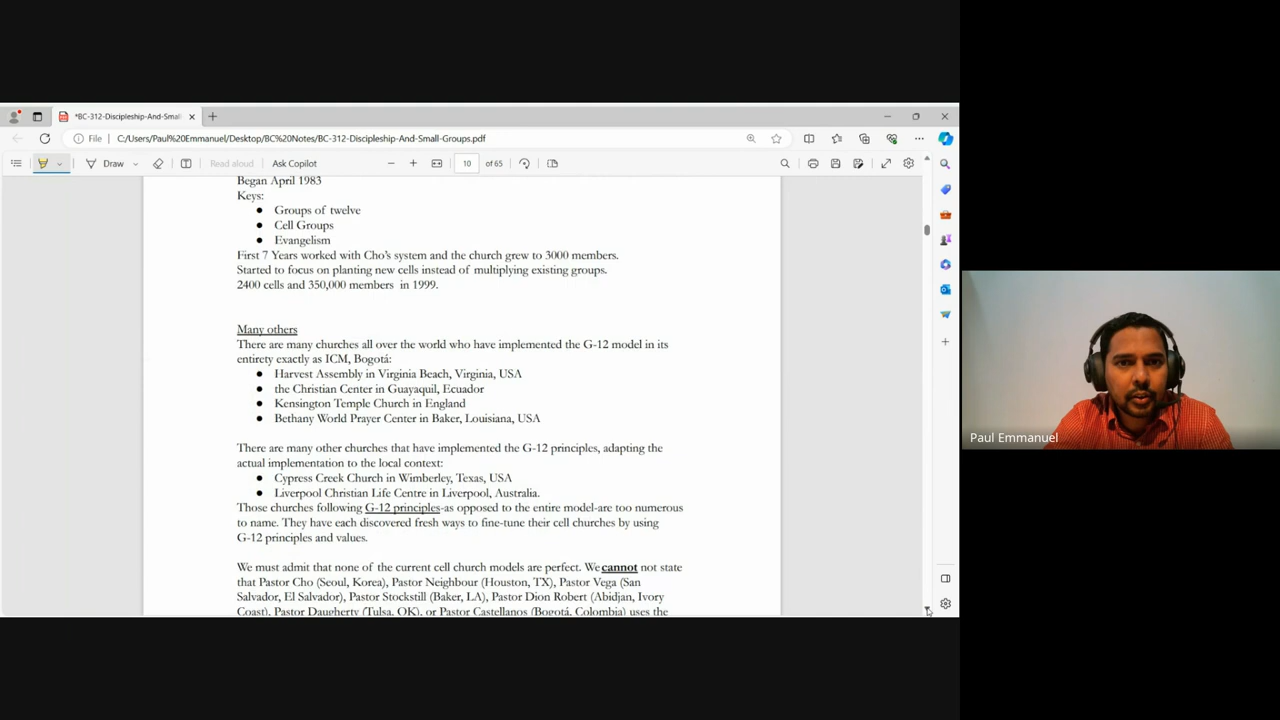 *BC-312-Discipleship-And-Small-
File C:/Users/Paul%20Emmanuel/Desktop/BC%20Notes/BC-312-Discipleship-And-Small-Groups.pdf
Draw Read aloud Ask Copilot 10 of 65
Began April 1983
Keys:
● Groups of twelve
● Cell Groups
● Evangelism
First 7 Years worked with Cho's system and the church grew to 3000 members.
Started to focus on planting new cells instead of multiplying existing groups.
2400 cells and 350,000 members in 1999.
Many others
There are many churches all over the world who have implemented the G-12 model in its
entirety exactly as ICM, Bogotá:
● Harvest Assembly in Virginia Beach, Virginia, USA
● the Christian Center in Guayaquil, Ecuador
● Kensington Temple Church in England
● Bethany World Prayer Center in Baker, Louisiana, USA
There are many other churches that have implemented the G-12 principles, adapting the
actual implementation to the local context:
● Cypress Creek Church in Wimberley, Texas, USA
● Liverpool Christian Life Centre in Liverpool, Australia.
Those churches following G-12 principles-as opposed to the entire model-are too numerous
to name. They have each discovered fresh ways to fine-tune their cell churches by using
G-12 principles and values.
We must admit that none of the current cell church models are perfect. We cannot not state
that Pastor Cho (Seoul, Korea), Pastor Neighbour (Houston, TX), Pastor Vega (San
Salvador, El Salvador), Pastor Stockstill (Baker, LA), Pastor Dion Robert (Abidjan, Ivory
Coast), Pastor Daugherty (Tulsa, OK), or Pastor Castellanos (Bogotá, Colombia) uses the
Paul Emmanuel